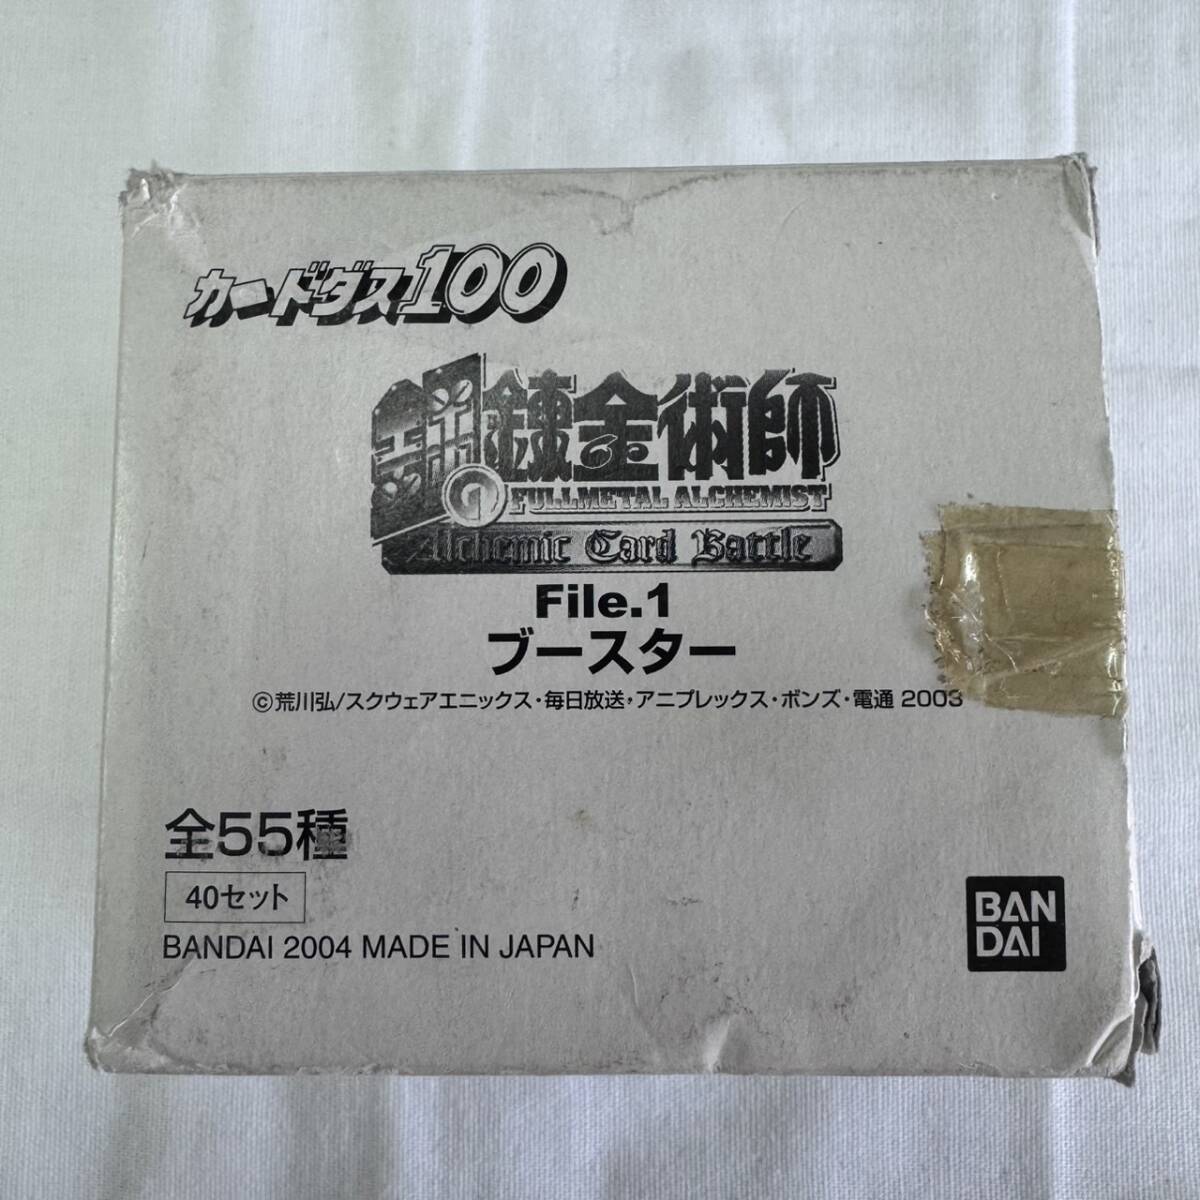 カードダス100
鋼の錬金術師
FULLMETAL ALCHEMIST
Alchemic Card Battle
File.1
ブースター
©荒川弘/スクウェアエニックス・毎日放送・アニプレックス・ボンズ・電通 2003
全55種
40セット
BANDAI 2004 MADE IN JAPAN
BAN
DAI